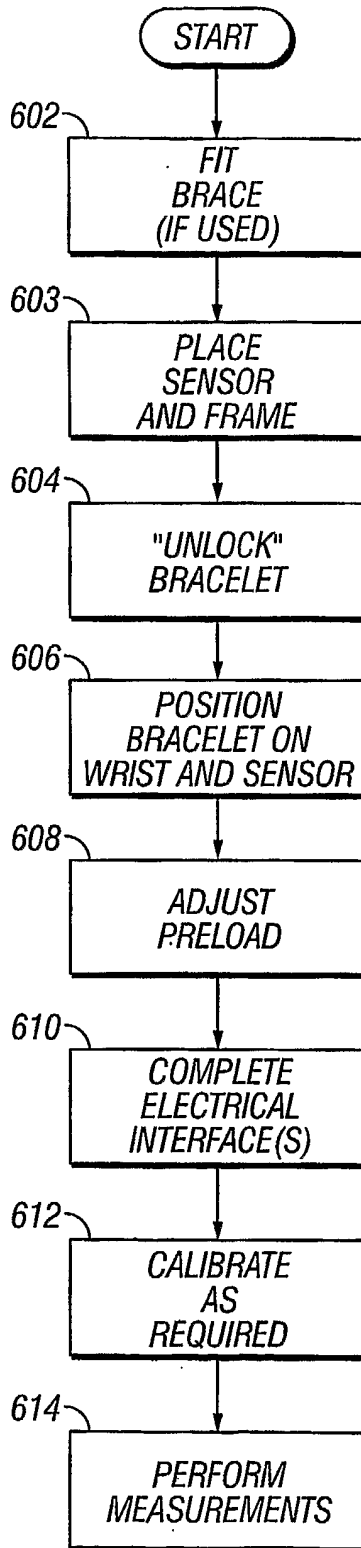 START
602
FIT
BRACE
(IF USED)
603
PLACE
SENSOR
AND FRAME
604
"UNLOCK"
BRACELET
606
POSITION
BRACELET ON
WRIST AND SENSOR
608
ADJUST
PRELOAD
610
COMPLETE
ELECTRICAL
INTERFACE(S)
612
CALIBRATE
AS
REQUIRED
614
PERFORM
MEASUREMENTS